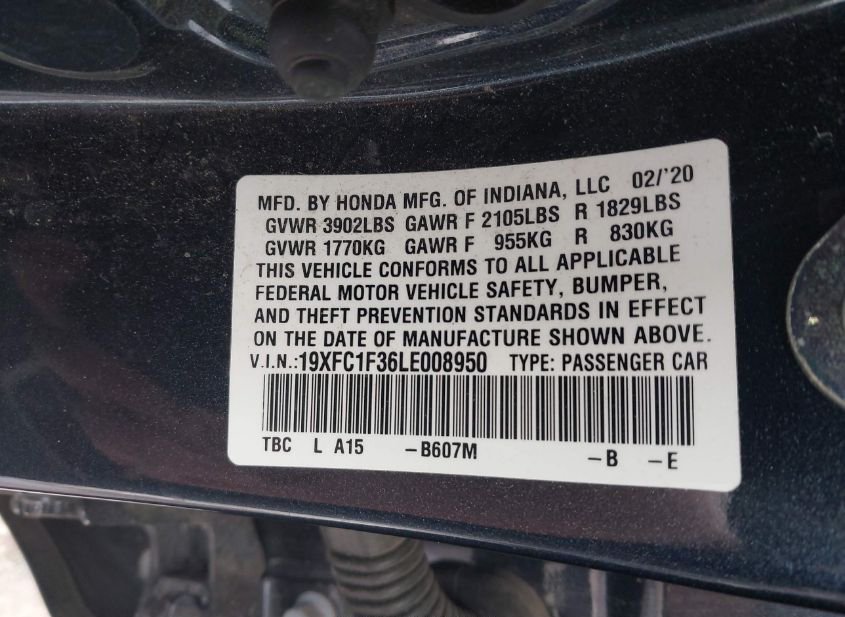 MFD. BY HONDA MFG. OF INDIANA, LLC 02/'20
GVWR 3902LBS GAWR F 2105LBS R 1829LBS
GVWR 1770KG GAWR F 955KG R 830KG
THIS VEHICLE CONFORMS TO ALL APPLICABLE
FEDERAL MOTOR VEHICLE SAFETY, BUMPER,
AND THEFT PREVENTION STANDARDS IN EFFECT
ON THE DATE OF MANUFACTURE SHOWN ABOVE.
V.I.N.:19XFC1F36LE008950 TYPE: PASSENGER CAR
TBC L A15 -B607M -B -E